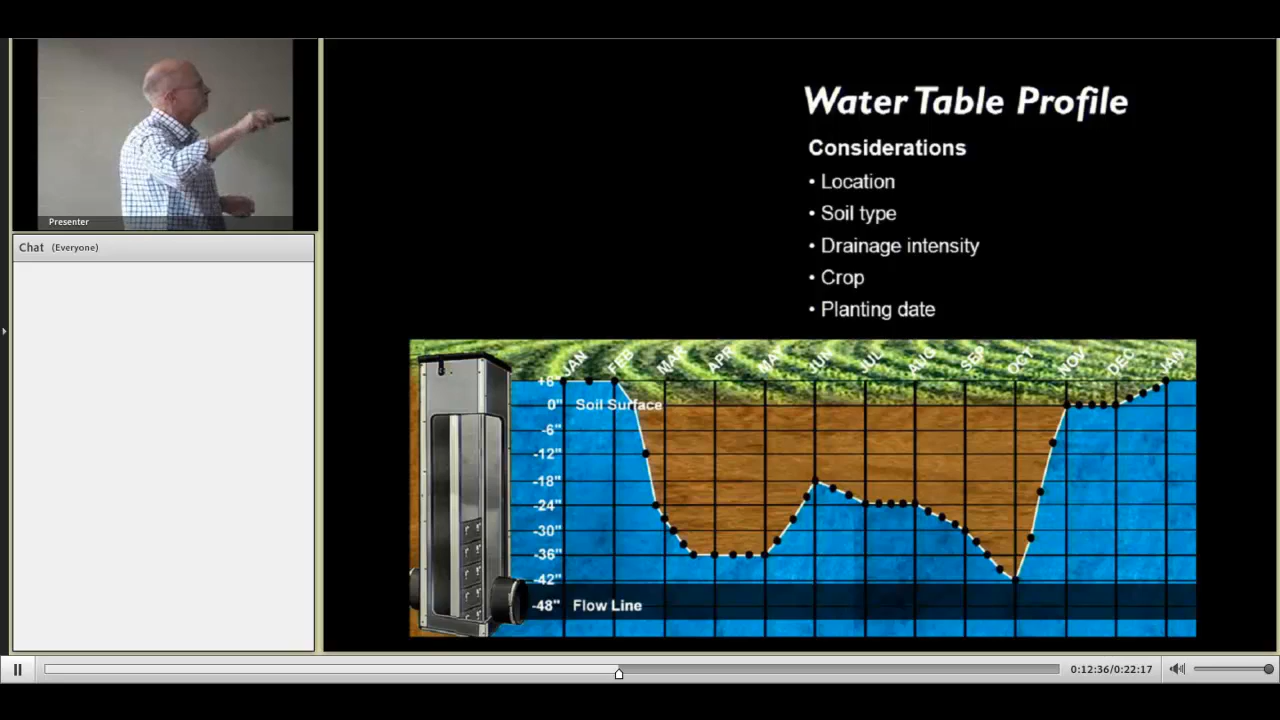 Presenter
Chat (Everyone)
Water Table Profile
Considerations
• Location
• Soil type
• Drainage intensity
• Crop
• Planting date
JAN FEB MAR APR MAY JUN JUL AUG SEP OCT NOV DEC JAN
+6"
0" Soil Surface
-6"
-12"
-18"
-24"
-30"
-36"
-42"
-48" Flow Line
0:12:36/0:22:17